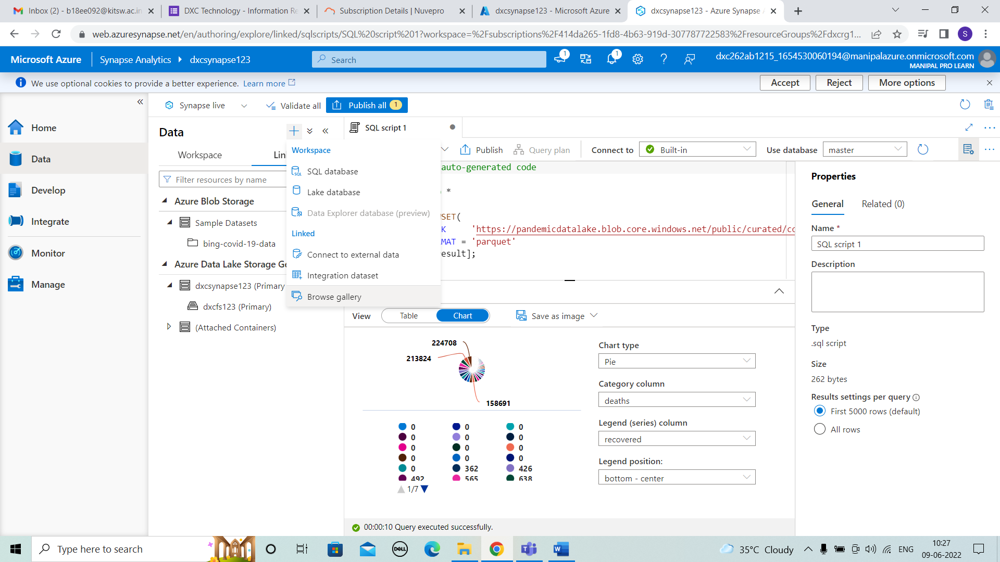 Inbox (2) - b18ee092@kitsw.ac.in
DXC Technology - Information Re
Subscription Details | Nuvepro
dxcsynapse123 - Microsoft Azure
dxcsynapse123 - Azure Synapse A
web.azuresynapse.net/en/authoring/explore/linked/sqlscripts/SQL%20script%201?workspace=%2Fsubscriptions%2F414da265-1fd8-4b63-919d-307787722583%2FresourceGroups%2Fdxcrg1...
S
Microsoft Azure
Synapse Analytics
dxcsynapse123
Search
1
1
dxc262ab1215_1654530060194@manipalazure.onmicrosoft.com
MANIPAL PRO LEARN
We use optional cookies to provide a better experience. Learn more
Accept
Reject
More options
Synapse live
Validate all
Publish all 1
Home
Data
Develop
Integrate
Monitor
Manage
Data
Workspace
Lin
Filter resources by name
Azure Blob Storage
Sample Datasets
bing-covid-19-data
Azure Data Lake Storage Ge
dxcsynapse123 (Primary
dxcfs123 (Primary)
(Attached Containers)
Workspace
SQL database
Lake database
Data Explorer database (preview)
Linked
Connect to external data
Integration dataset
Browse gallery
SQL script 1
Publish
Query plan
Connect to
Built-in
Use database
master
auto-generated code
*
SET(
K 'https://pandemicdatalake.blob.core.windows.net/public/curated/co
MAT = 'parquet'
esult];
View
Table
Chart
Save as image
224708
213824
158691
0 0 0
0 0 0
0 0 0
0 0 0
0 362 426
492 565 638
1/7
Chart type
Pie
Category column
deaths
Legend (series) column
recovered
Legend position:
bottom - center
00:00:10 Query executed successfully.
Properties
General
Related (0)
Name *
SQL script 1
Description
Type
.sql script
Size
262 bytes
Results settings per query
First 5000 rows (default)
All rows
Type here to search
DELL
35°C Cloudy
ENG
10:27
09-06-2022